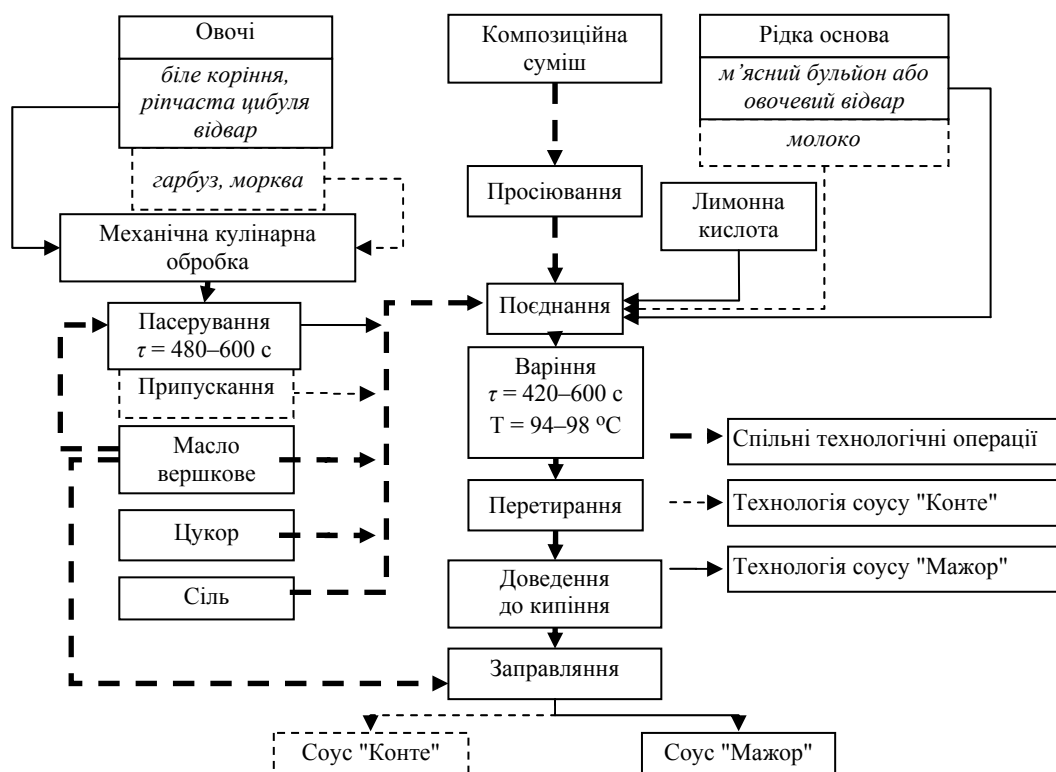 Овочі
біле коріння,
ріпчаста цибуля
відвар
гарбуз, морква
Механічна кулінарна
обробка
Пасерування
τ = 480–600 с
Припускання
Масло
вершкове
Цукор
Сіль
Композиційна
суміш
Просіювання
Рідка основа
м’ясний бульйон або
овочевий відвар
молоко
Лимонна
кислота
Поєднання
Варіння
τ = 420–600 с
Т = 94–98 ºС
Перетирання
Доведення
до кипіння
Заправляння
Спільні технологічні операції
Технологія соусу "Конте"
Технологія соусу "Мажор"
Соус "Конте"
Соус "Мажор"